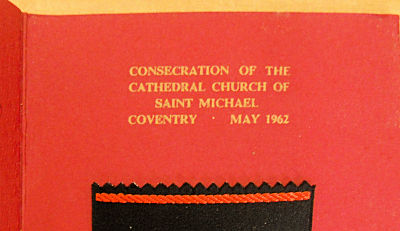 CONSECRATION OF THE
CATHEDRAL CHURCH OF
SAINT MICHAEL
COVENTRY · MAY 1962